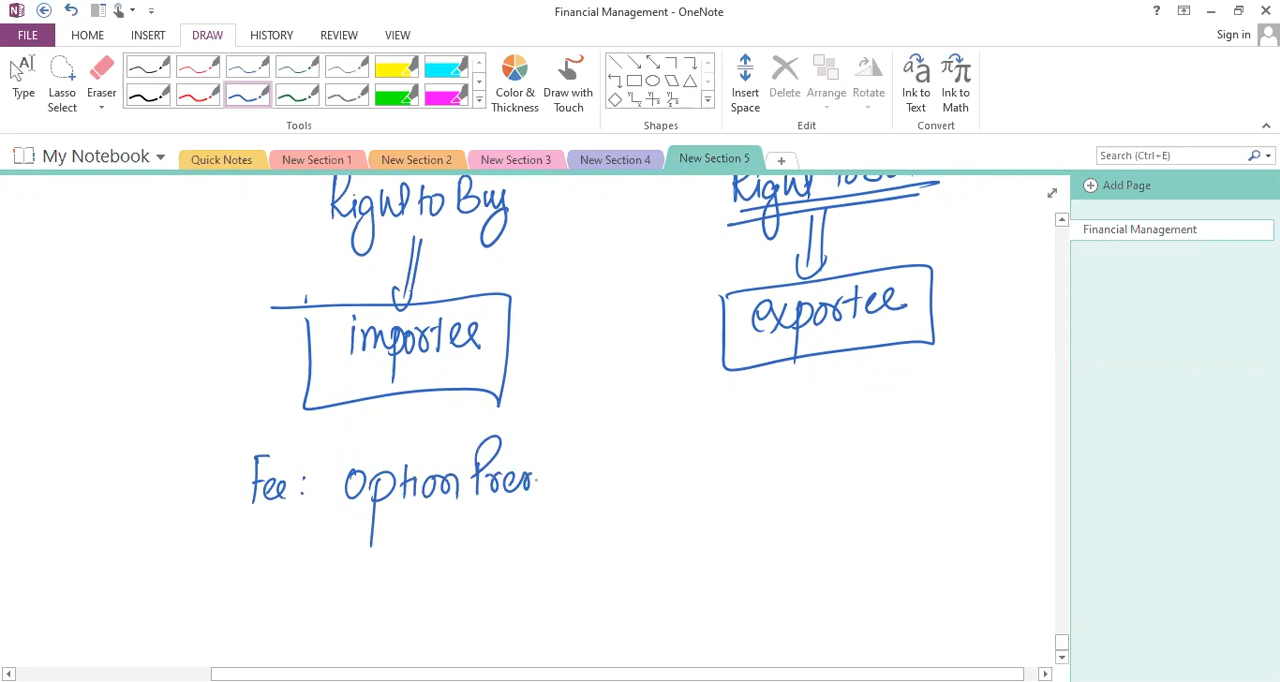 Financial Management - OneNote
?
Sign in
FILE HOME INSERT DRAW HISTORY REVIEW VIEW
Type
Lasso Select
Eraser
Color & Thickness
Draw with Touch
Insert Space
Delete
Arrange
Rotate
Ink to Text
Ink to Math
Tools
Shapes
Edit
Convert
My Notebook
Quick Notes
New Section 1
New Section 2
New Section 3
New Section 4
New Section 5
Search (Ctrl+E)
Add Page
Financial Management
Right to Buy
Right to
importer
exporter
Fee: Option Prer